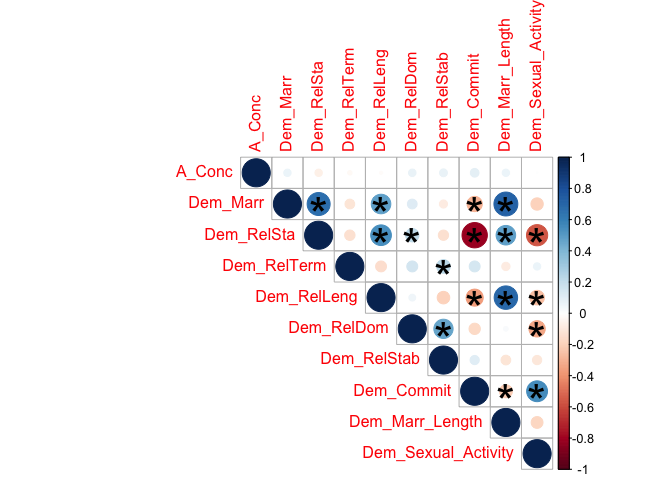 A_Conc
Dem_Marr
Dem_RelSta
Dem_RelTerm
Dem_RelLeng
Dem_RelDom
Dem_RelStab
Dem_Commit
Dem_Marr_Length
Dem_Sexual_Activity
A_Conc
Dem_Marr
* * * *
Dem_RelSta
* * * * *
Dem_RelTerm
*
Dem_RelLeng
* * *
Dem_RelDom
* *
Dem_RelStab
Dem_Commit
* *
Dem_Marr_Length
Dem_Sexual_Activity
1
0.8
0.6
0.4
0.2
0
-0.2
-0.4
-0.6
-0.8
-1